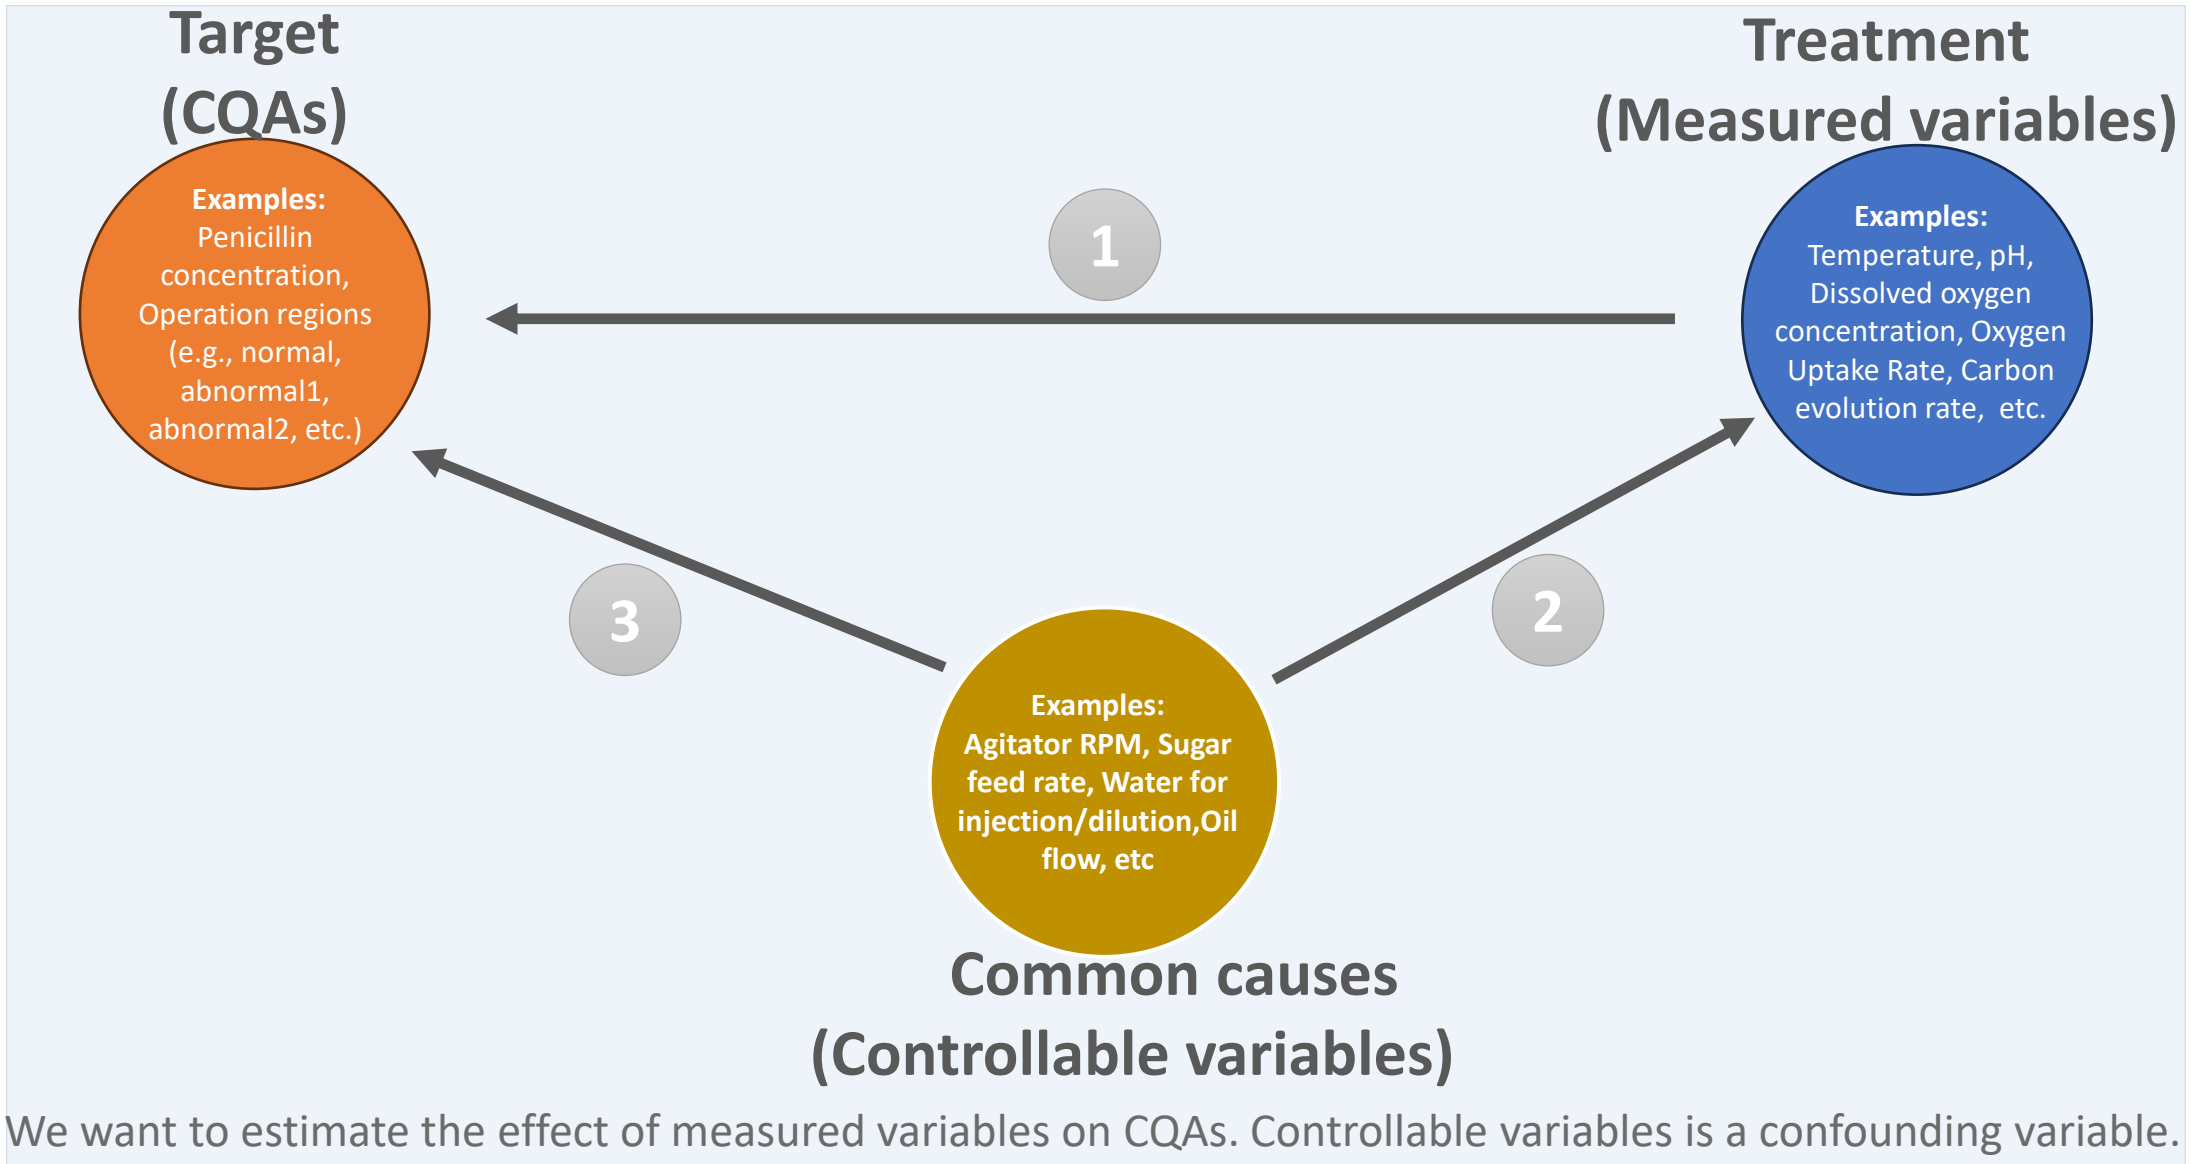 Target
(CQAs)
Treatment
(Measured variables)
Examples:
Penicillin
concentration,
Operation regions
(e.g., normal,
abnormal1,
abnormal2, etc.)
1
Examples:
Temperature, pH,
Dissolved oxygen
concentration, Oxygen
Uptake Rate, Carbon
evolution rate,  etc.
3
2
Examples:
Agitator RPM, Sugar
feed rate, Water for
injection/dilution,Oil
flow, etc
Common causes
(Controllable variables)
We want to estimate the effect of measured variables on CQAs. Controllable variables is a confounding variable.